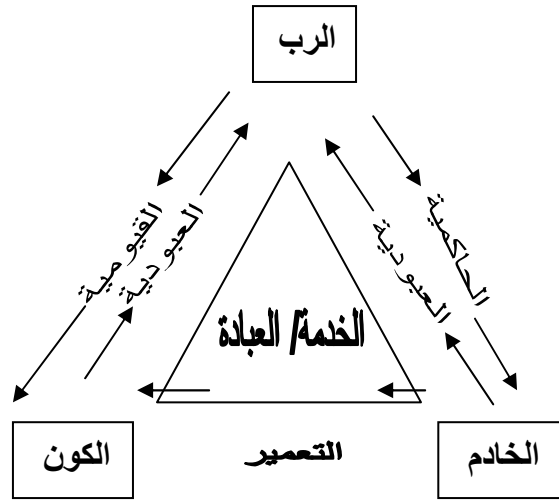 الرب
الحاكمية
العبودية
القيومية
العبودية
الخدمة/ العبادة
الخادم
التعمير
الكون